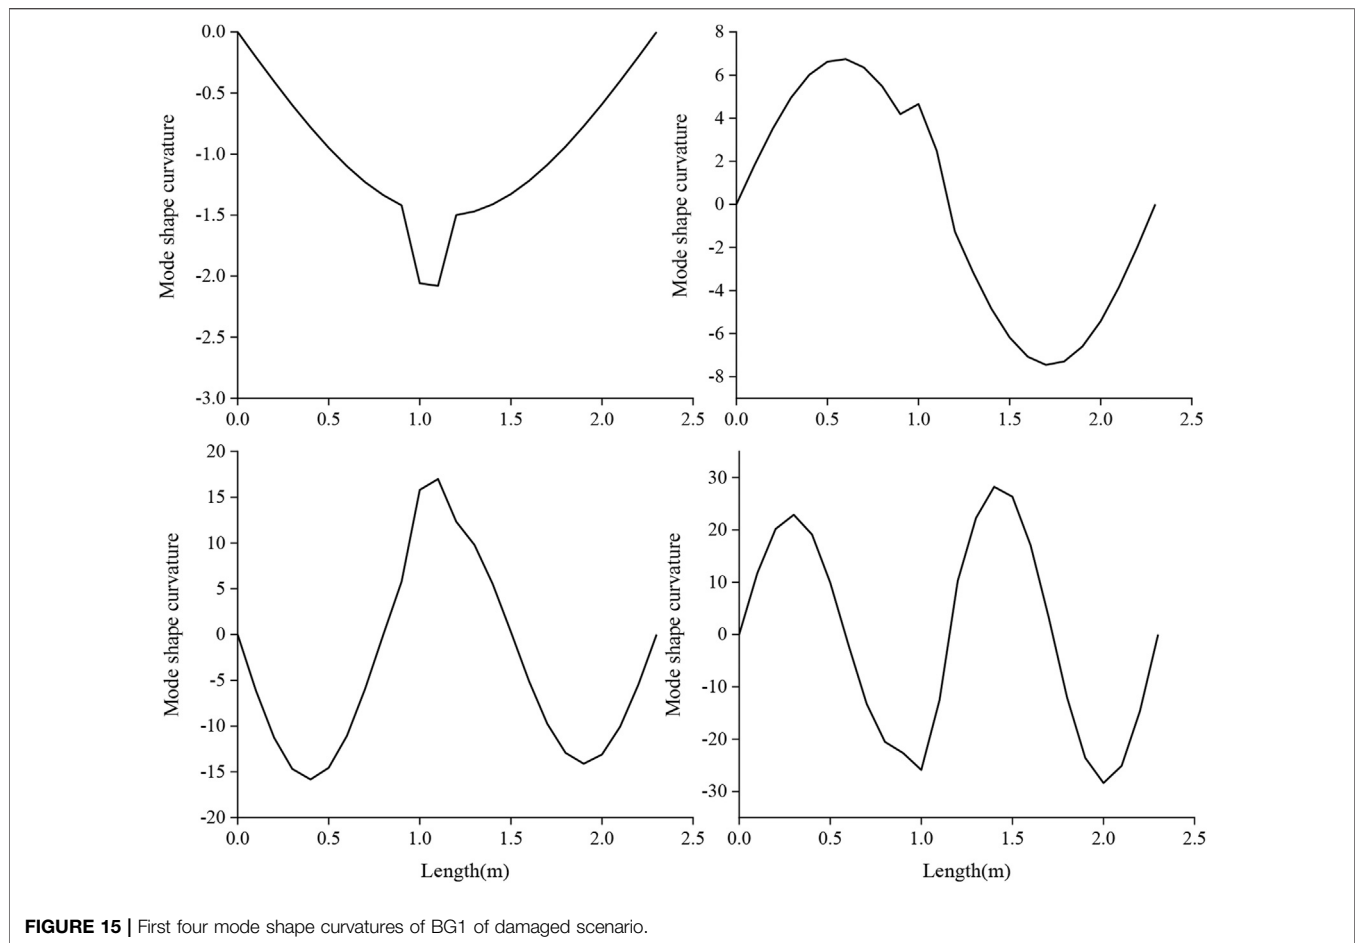 Mode shape curvature
0.0
-0.5
-1.0
-1.5
-2.0
-2.5
-3.0
0.0 0.5 1.0 1.5 2.0 2.5
Mode shape curvature
8
6
4
2
0
-2
-4
-6
-8
0.0 0.5 1.0 1.5 2.0 2.5
Mode shape curvature
20
15
10
5
0
-5
-10
-15
-20
0.0 0.5 1.0 1.5 2.0 2.5
Length(m)
Mode shape curvature
30
20
10
0
-10
-20
-30
0.0 0.5 1.0 1.5 2.0 2.5
Length(m)
FIGURE 15 | First four mode shape curvatures of BG1 of damaged scenario.